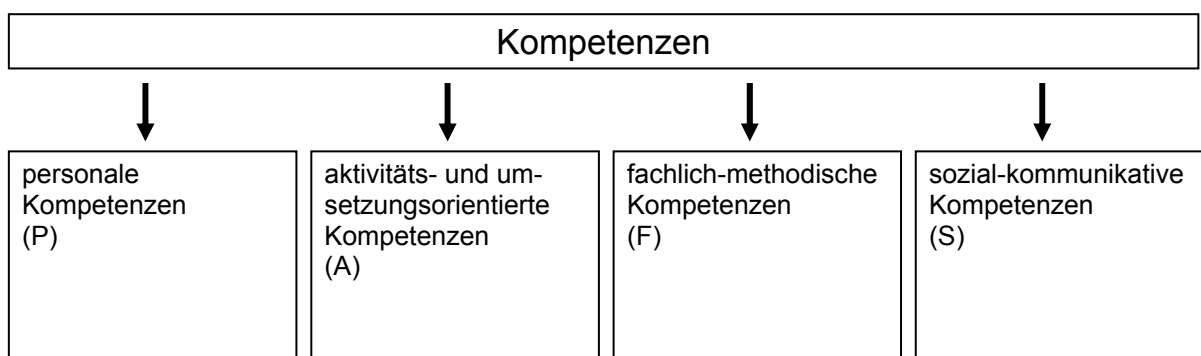 Kompetenzen
personale
Kompetenzen
(P)
aktivitäts- und um-
setzungsorientierte
Kompetenzen
(A)
fachlich-methodische
Kompetenzen
(F)
sozial-kommunikative
Kompetenzen
(S)